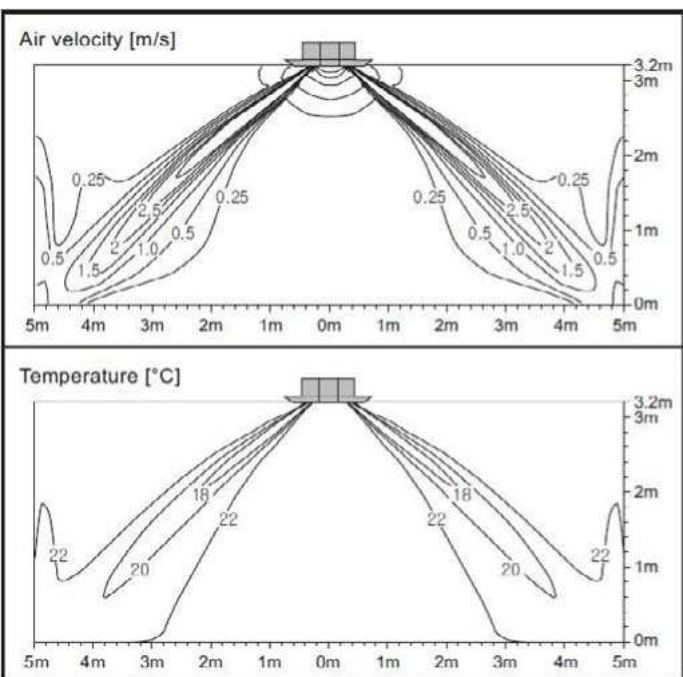 Air velocity [m/s]
3.2m
3m
2m
0.25 0.25
0.25 0.25
2.5 2.5
1m
0.5 2 1.0 0.5 0.5 1.0 2 0.5
1.5 1.5
0m
5m 4m 3m 2m 1m 0m 1m 2m 3m 4m 5m
Temperature [°C]
3.2m
3m
18 18
2m
22 22
22 22
20 20
1m
0m
5m 4m 3m 2m 1m 0m 1m 2m 3m 4m 5m